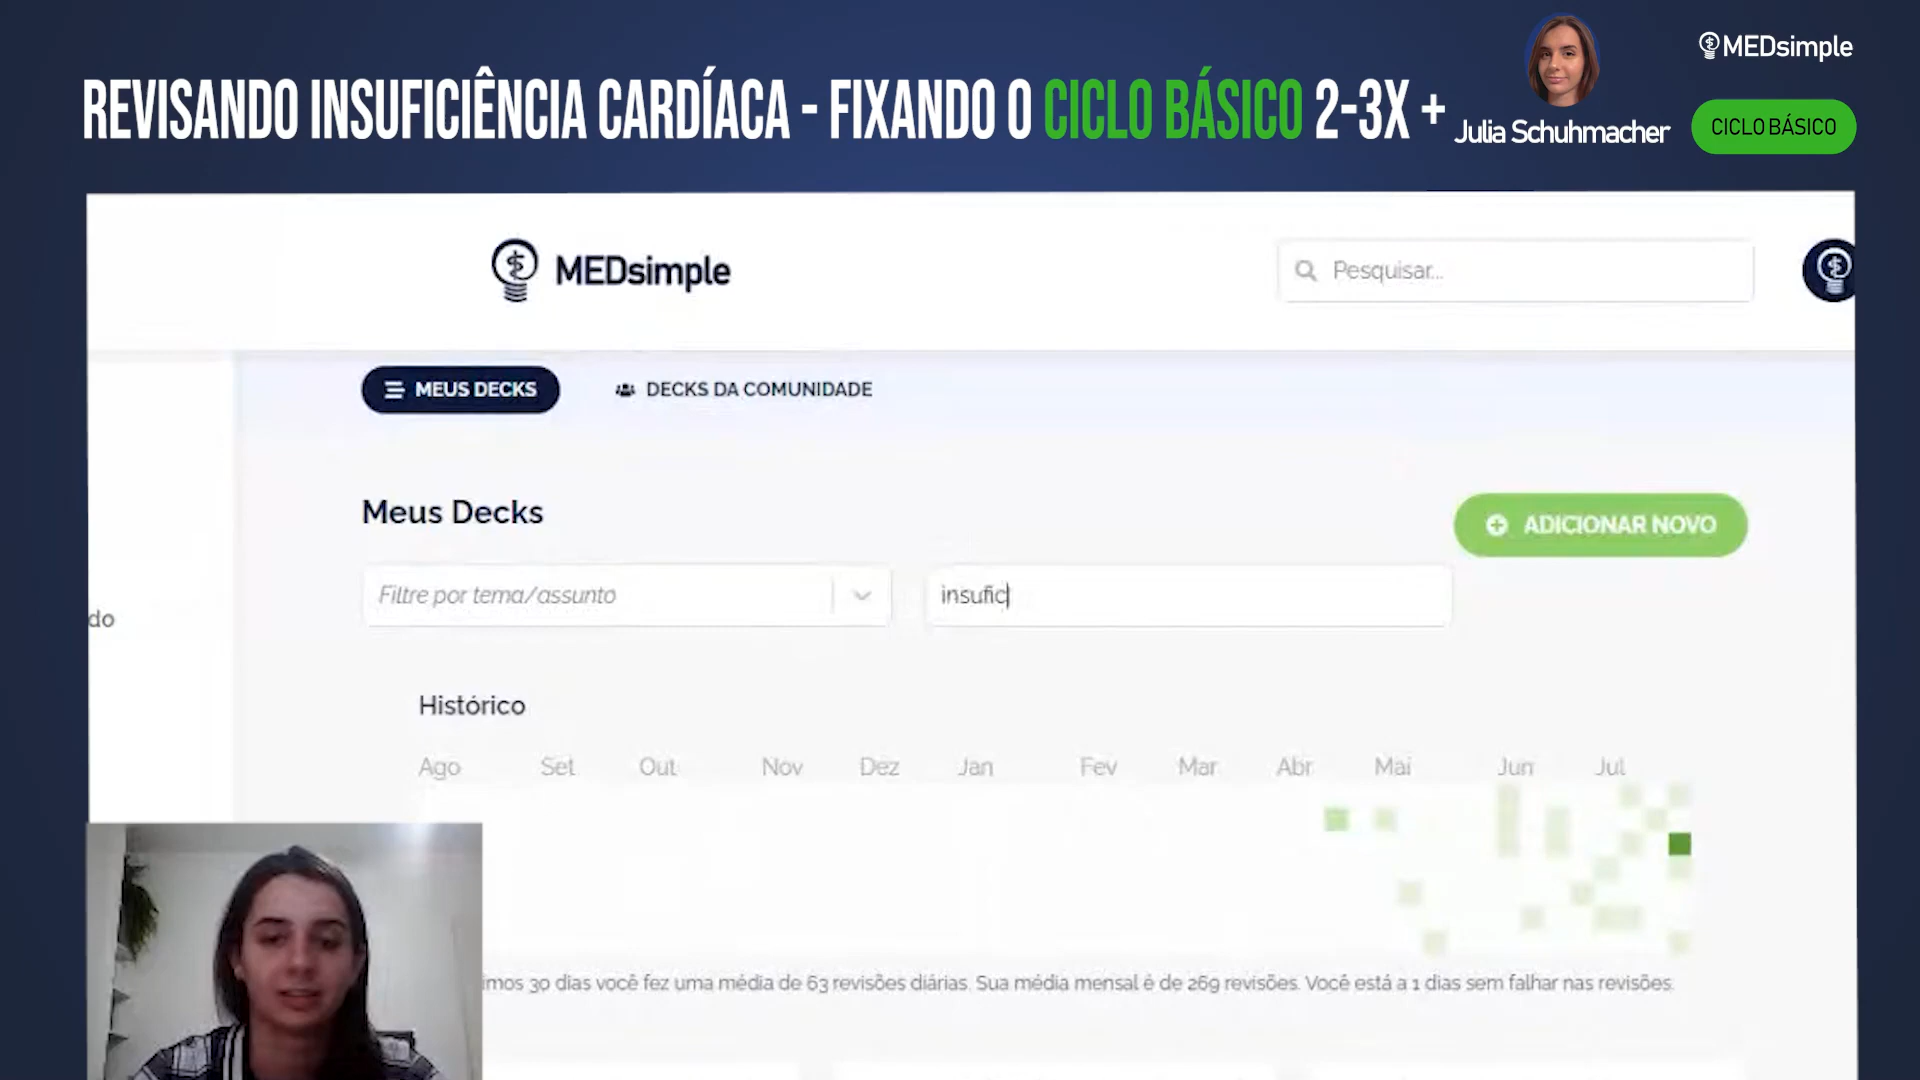 REVISANDO INSUFICIÊNCIA CARDÍACA - FIXANDO O CICLO BÁSICO 2-3X +
Julia Schuhmacher
MEDsimple
CICLO BÁSICO
MEDsimple
Pesquisar...
MEUS DECKS
DECKS DA COMUNIDADE
Meus Decks
ADICIONAR NOVO
Filtre por tema/assunto
insufic
do
Histórico
Ago Set Out Nov Dez Jan Fev Mar Abr Mai Jun Jul
imos 30 dias você fez uma média de 63 revisões diárias. Sua média mensal é de 269 revisões. Você está a 1 dias sem falhar nas revisões.